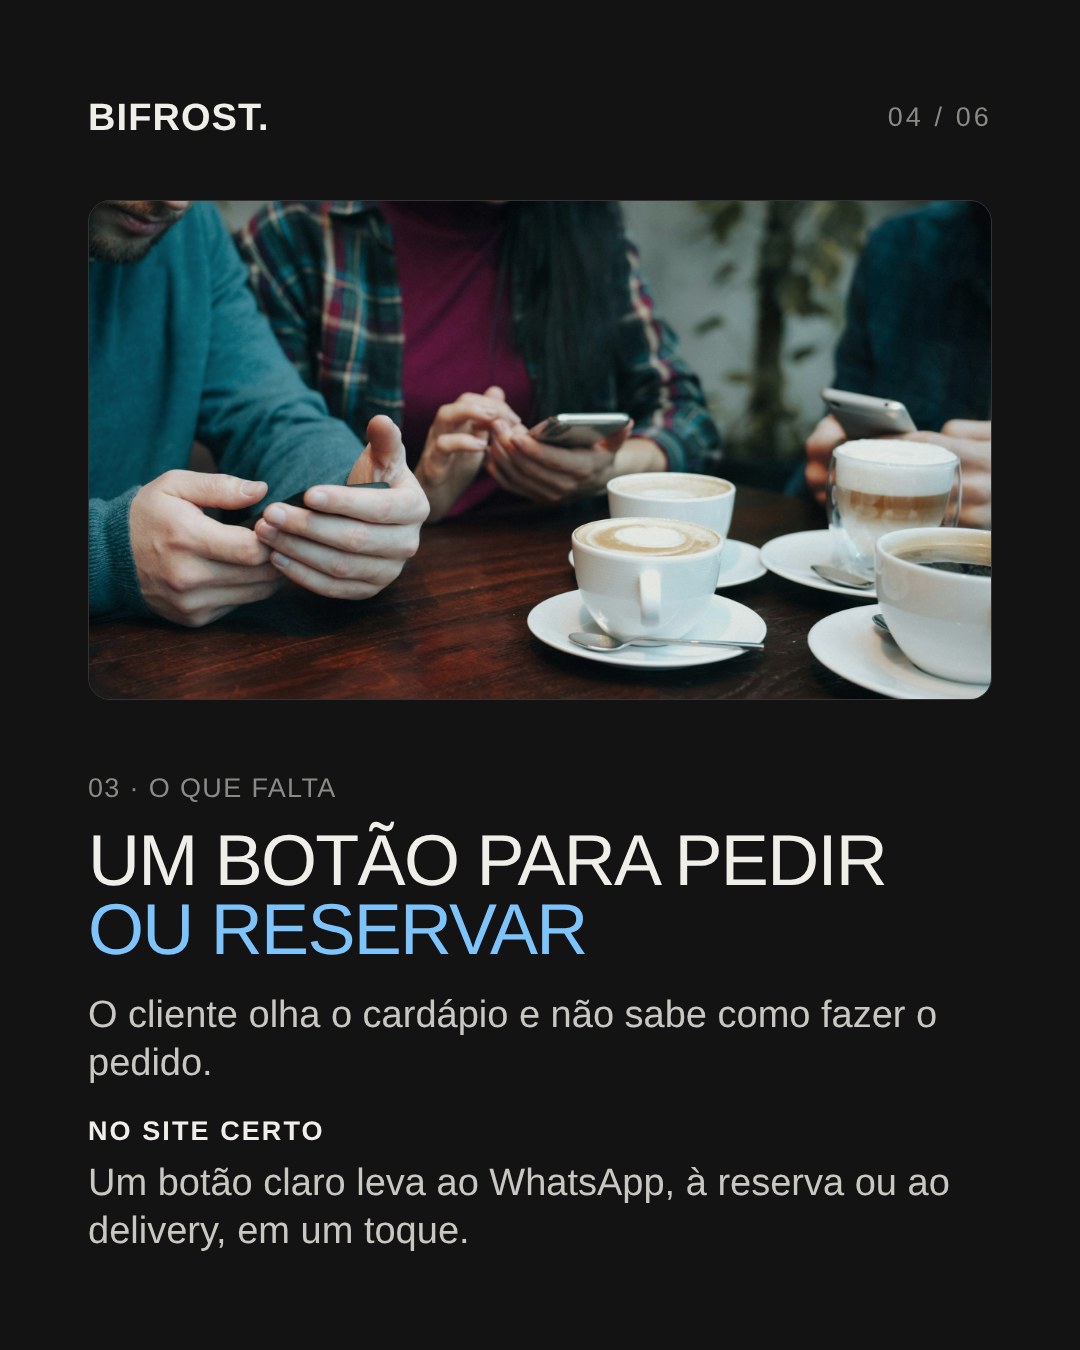 BIFROST.
04 / 06
03 · O QUE FALTA
UM BOTÃO PARA PEDIR
OU RESERVAR
O cliente olha o cardápio e não sabe como fazer o
pedido.
NO SITE CERTO
Um botão claro leva ao WhatsApp, à reserva ou ao
delivery, em um toque.